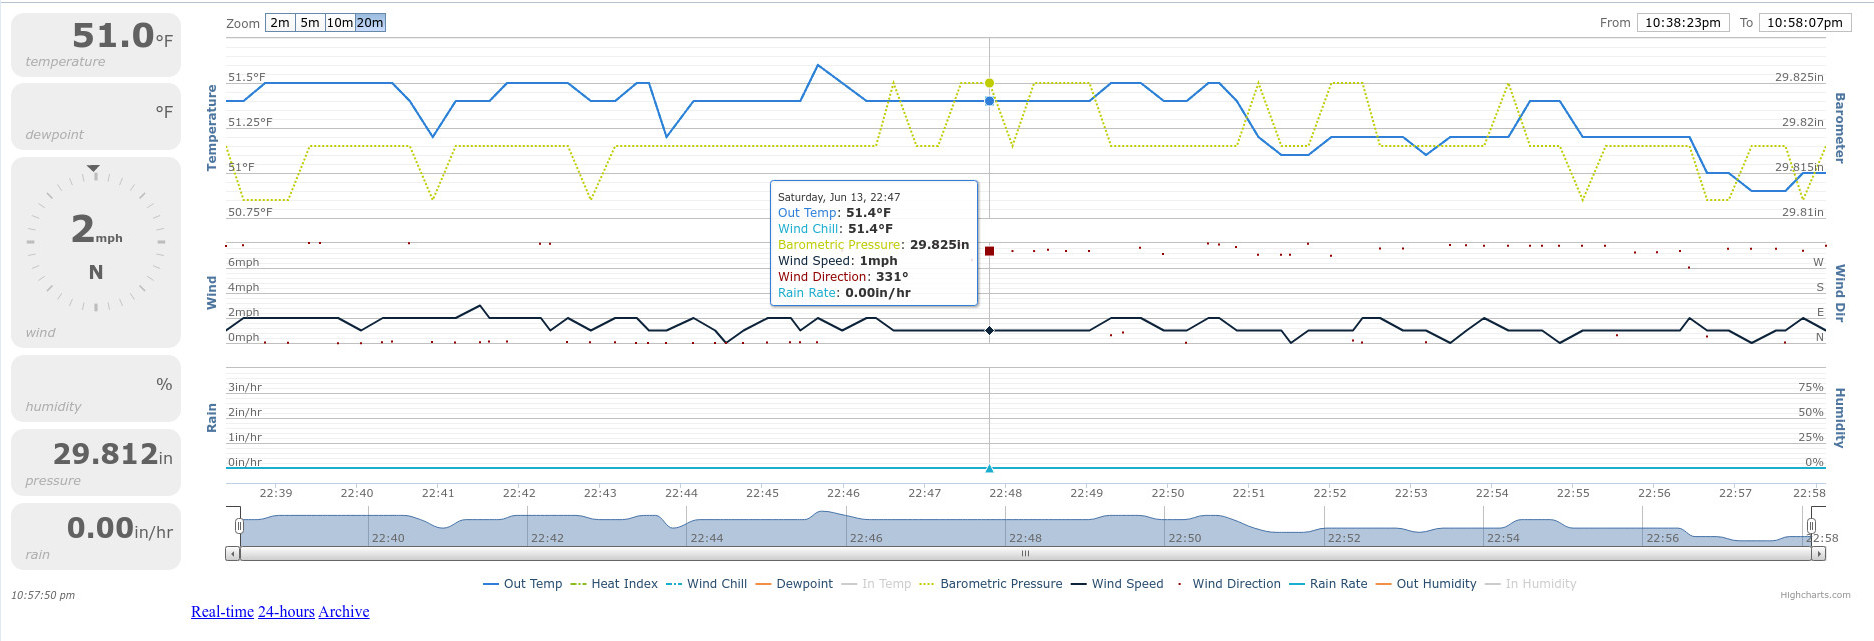 51.0°F
temperature
°F
dewpoint
2mph
N
wind
%
humidity
29.812in
pressure
0.00in/hr
rain
10:57:50 pm
Zoom 2m 5m 10m 20m
From 10:38:23pm To 10:58:07pm
Temperature
51.5°F
51.25°F
51°F
50.75°F
29.825in
29.82in
29.815in
29.81in
Barometer
Saturday, Jun 13, 22:47
Out Temp: 51.4°F
Wind Chill: 51.4°F
Barometric Pressure: 29.825in
Wind Speed: 1mph
Wind Direction: 331°
Rain Rate: 0.00in/hr
Wind
6mph
4mph
2mph
0mph
W
S
E
N
Wind Dir
Rain
3in/hr
2in/hr
1in/hr
0in/hr
75%
50%
25%
0%
Humidity
22:39 22:40 22:41 22:42 22:43 22:44 22:45 22:46 22:47 22:48 22:49 22:50 22:51 22:52 22:53 22:54 22:55 22:56 22:57 22:58
22:40 22:42 22:44 22:46 22:48 22:50 22:52 22:54 22:56 22:58
Out Temp Heat Index Wind Chill Dewpoint In Temp Barometric Pressure Wind Speed Wind Direction Rain Rate Out Humidity In Humidity
Highcharts.com
Real-time 24-hours Archive